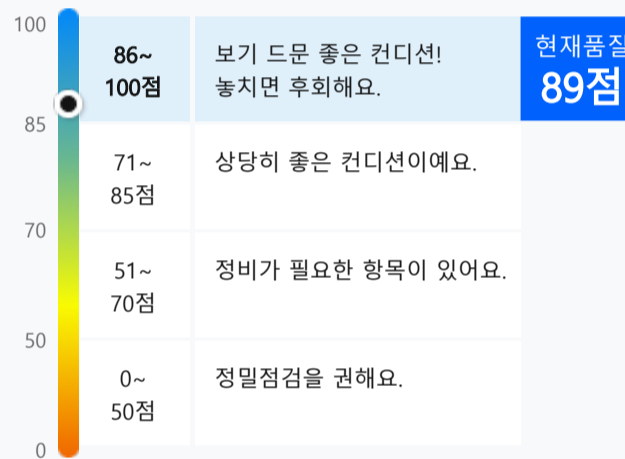 100
86~
100점
보기 드문 좋은 컨디션!
놓치면 후회해요.
현재품질
89점
85
71~
85점
상당히 좋은 컨디션이예요.
70
51~
70점
정비가 필요한 항목이 있어요.
50
0~
50점
정밀점검을 권해요.
0